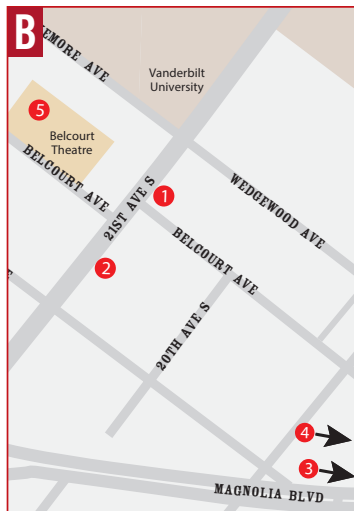 B
EMORE AVE
Vanderbilt
University
5
Belcourt
Theatre
BELCOURT AVE
21ST AVE S
1
WEDGEWOOD AVE
BELCOURT AVE
2
20TH AVE S
4
3
MAGNOLIA BLVD